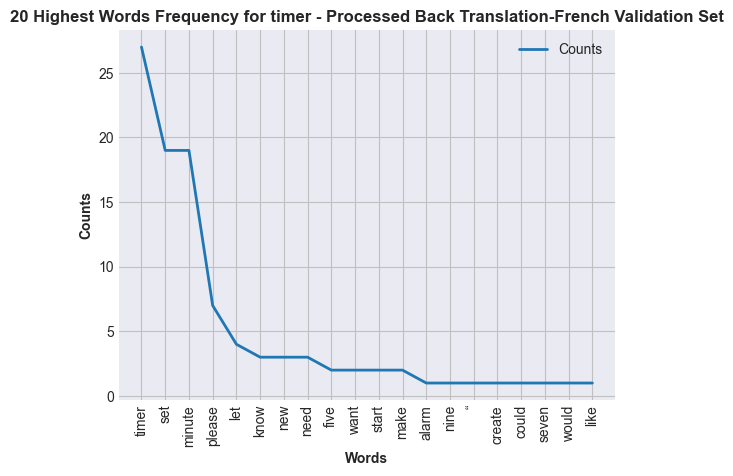 20 Highest Words Frequency for timer - Processed Back Translation-French Validation Set
Counts
Counts
25
20
15
10
5
0
timer
set
minute
please
let
know
new
need
five
want
start
make
alarm
nine
“
create
could
seven
would
like
Words